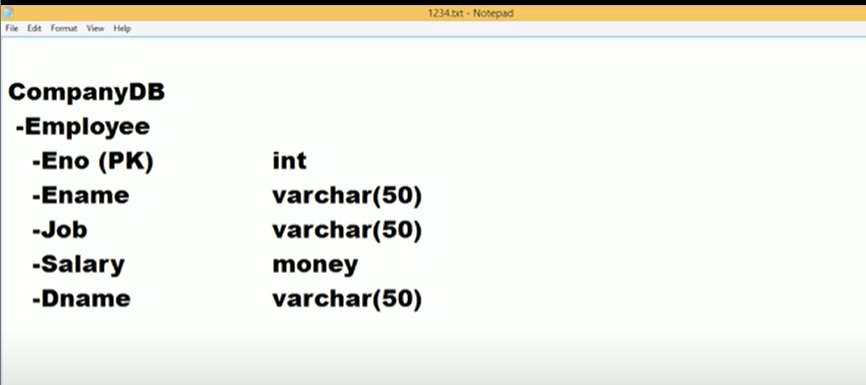 1234.txt - Notepad
File Edit Format View Help
CompanyDB
-Employee
-Eno (PK) int
-Ename varchar(50)
-Job varchar(50)
-Salary money
-Dname varchar(50)